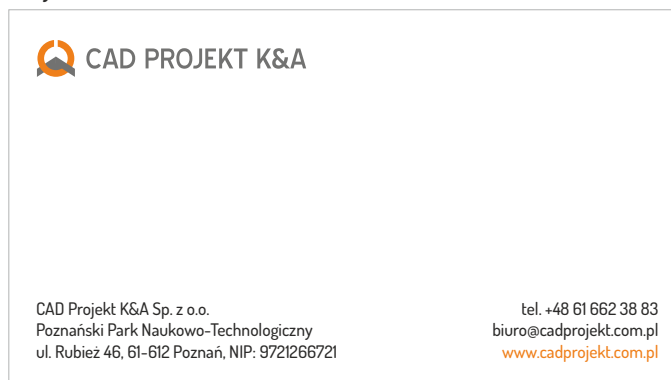 CAD PROJEKT K&A
CAD Projekt K&A Sp. z o.o.
Poznański Park Naukowo-Technologiczny
ul. Rubież 46, 61-612 Poznań, NIP: 9721266721
tel. +48 61 662 38 83
biuro@cadprojekt.com.pl
www.cadprojekt.com.pl